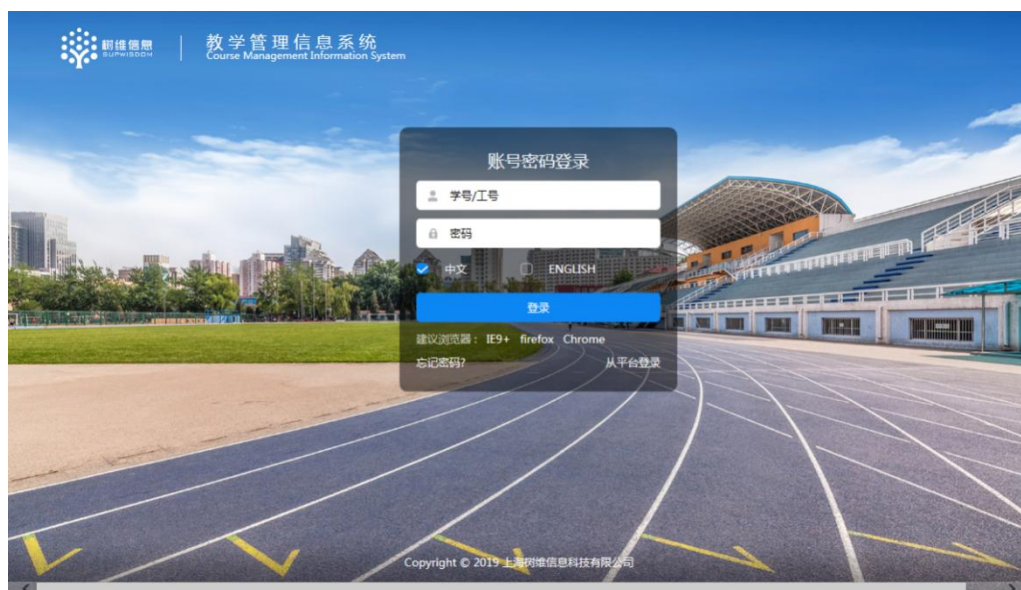 树维信息
SUPWISDOM
教学管理信息系统
Course Management Information System
账号密码登录
学号/工号
密码
中文 ENGLISH
登录
建议浏览器： IE9+ firefox Chrome
忘记密码? 从平台登录
Copyright © 2019 上海树维信息科技有限公司